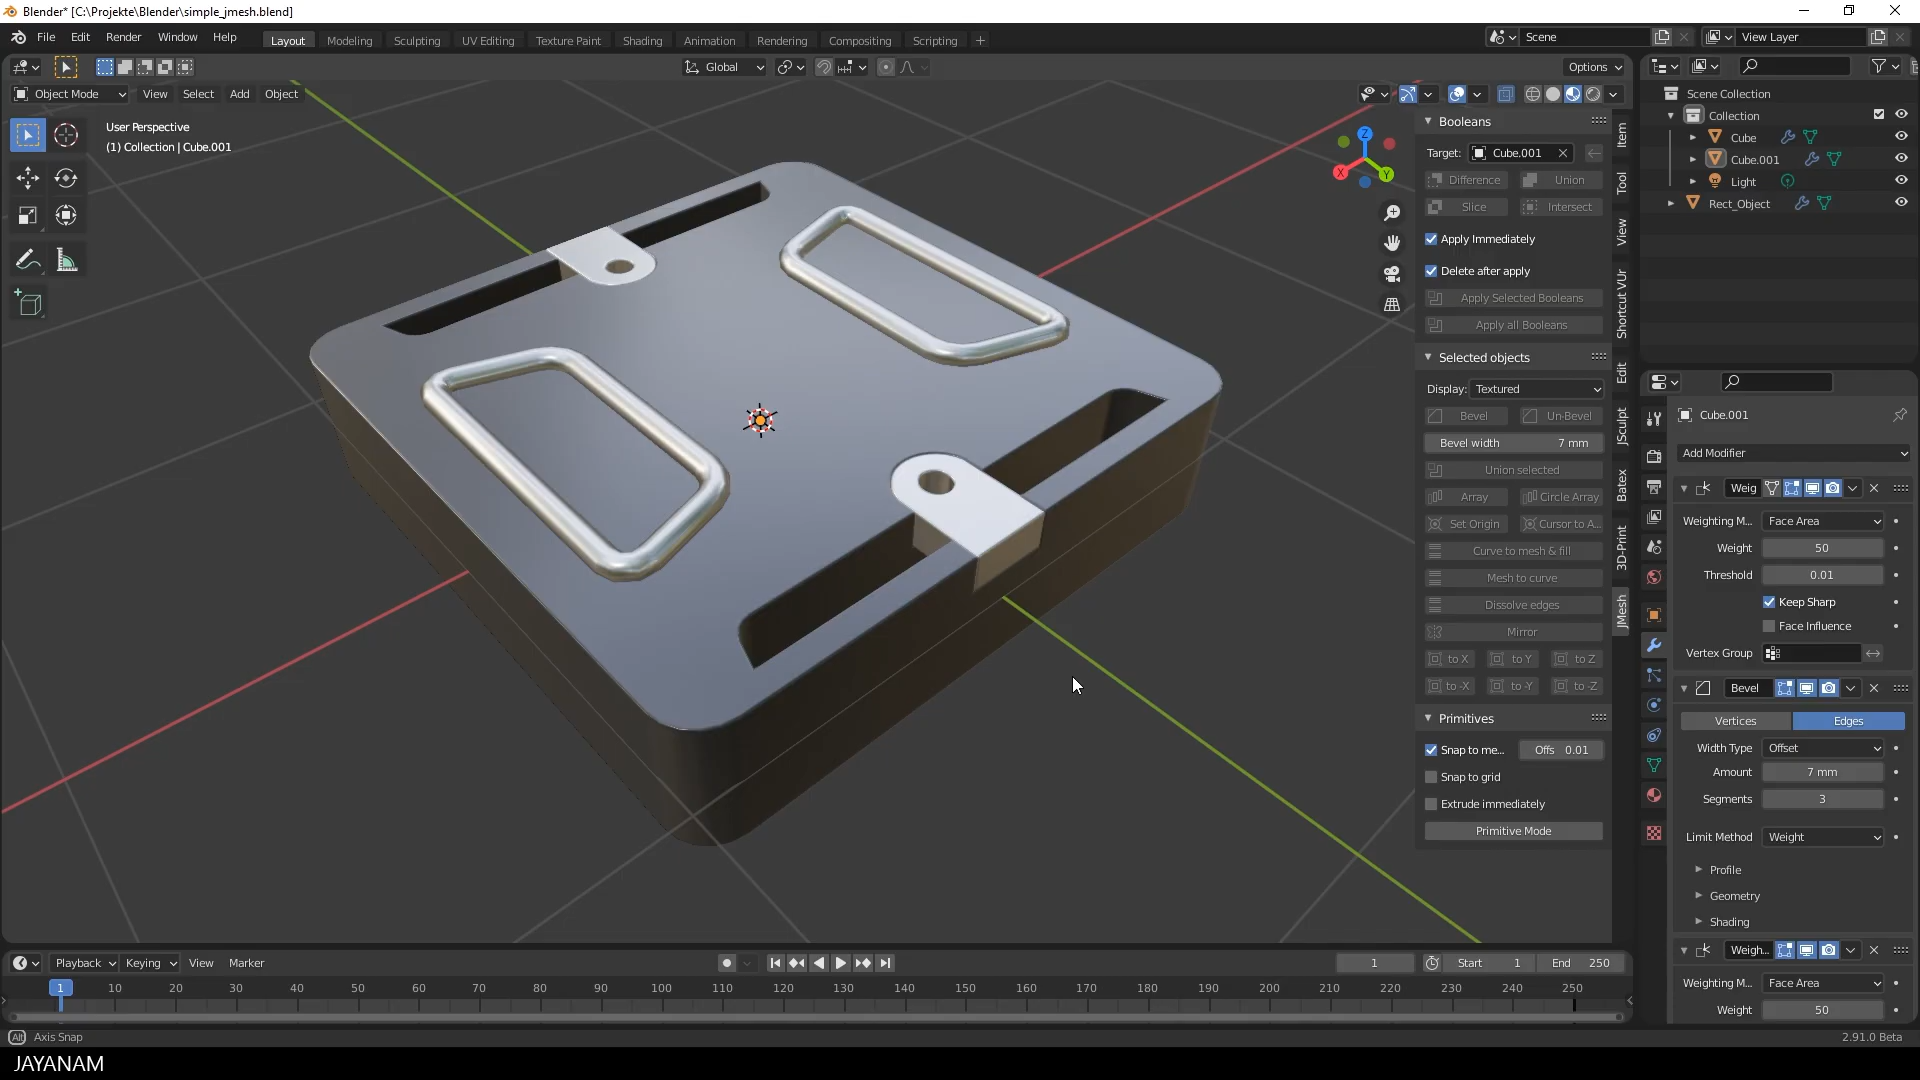 Blender* [C:\Projekte\Blender\simple_jmesh.blend]
File Edit Render Window Help
Layout Modeling Sculpting UV Editing Texture Paint Shading Animation Rendering Compositing Scripting +
Scene
View Layer
Global
Options
Object Mode View Select Add Object
User Perspective
(1) Collection | Cube.001
Z
X
Y
Booleans
Target: Cube.001
Difference Union
Slice Intersect
Apply Immediately
Delete after apply
Apply Selected Booleans
Apply all Booleans
Selected objects
Display: Textured
Bevel Un-Bevel
Bevel width 7 mm
Union selected
Array Circle Array
Set Origin Cursor to A...
Curve to mesh & fill
Mesh to curve
Dissolve edges
Mirror
to X to Y to Z
to -X to -Y to -Z
Primitives
Snap to me... Offs 0.01
Snap to grid
Extrude immediately
Primitive Mode
Item
Tool
View
Shortcut VUr
Edit
JSculpt
Batex
3D-Print
JMesh
Scene Collection
Collection
Cube
Cube.001
Light
Rect_Object
Cube.001
Add Modifier
Weig
Weighting M... Face Area
Weight 50
Threshold 0.01
Keep Sharp
Face Influence
Vertex Group
Bevel
Vertices Edges
Width Type Offset
Amount 7 mm
Segments 3
Limit Method Weight
Profile
Geometry
Shading
Weigh...
Weighting M... Face Area
Weight 50
Playback Keying View Marker
1
Start 1
End 250
1 10 20 30 40 50 60 70 80 90 100 110 120 130 140 150 160 170 180 190 200 210 220 230 240 250
Alt Axis Snap
2.91.0 Beta
JAYANAM